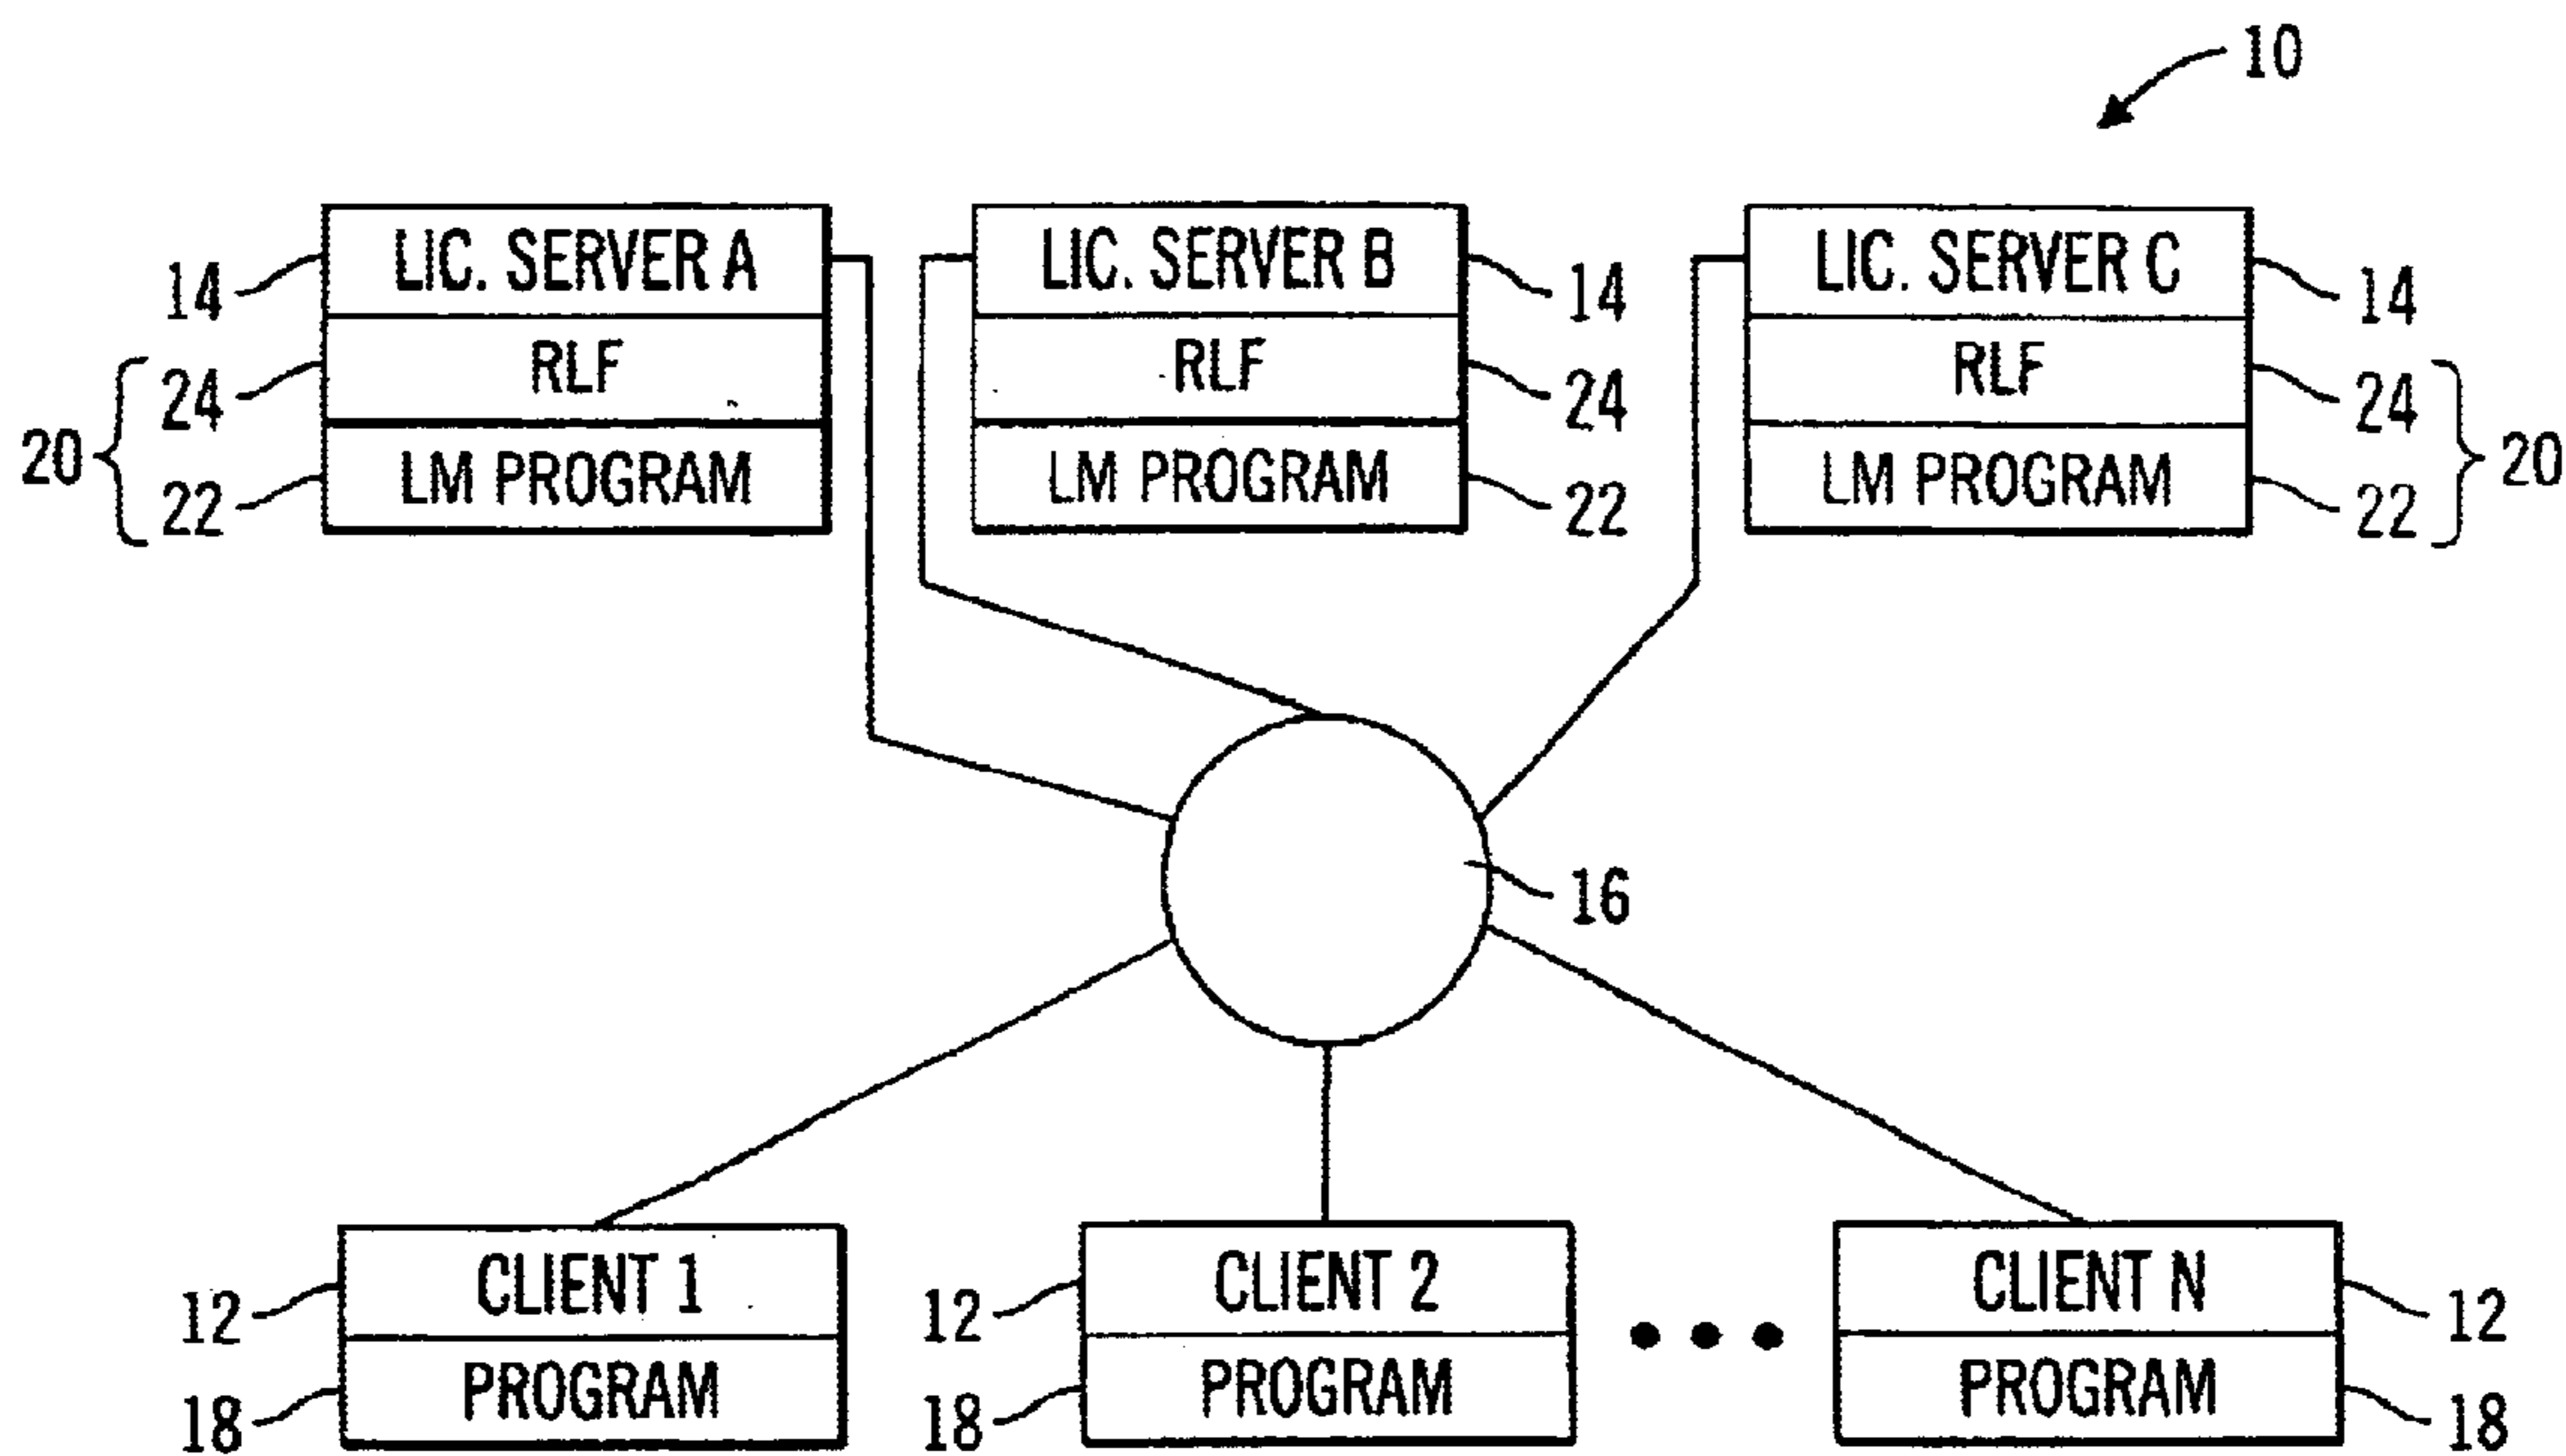 10
LIC. SERVER A
RLF
LM PROGRAM
14
24
22
20
LIC. SERVER B
RLF
LM PROGRAM
14
24
22
LIC. SERVER C
RLF
LM PROGRAM
14
24
22
20
16
CLIENT 1
PROGRAM
12
18
CLIENT 2
PROGRAM
12
18
CLIENT N
PROGRAM
12
18